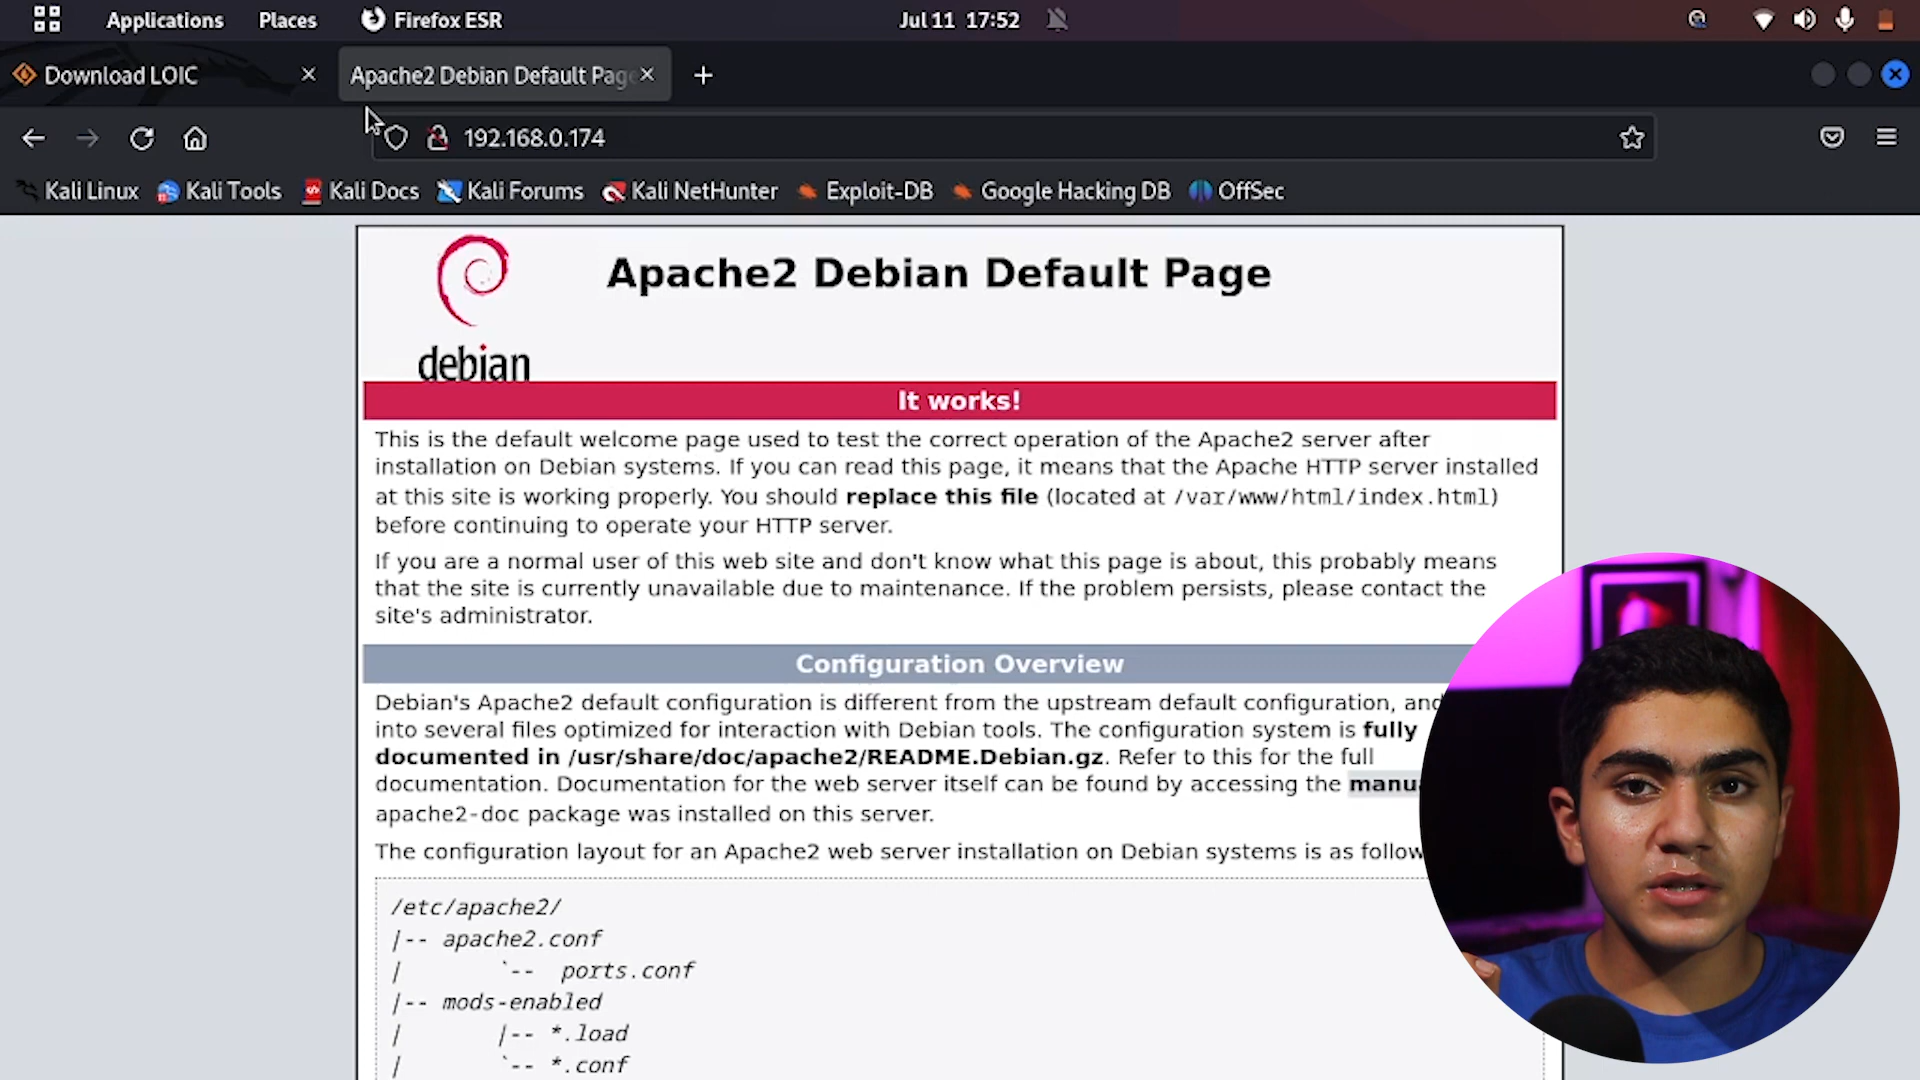 Applications Places Firefox ESR Jul 11 17:52
Download LOIC Apache2 Debian Default Pag
192.168.0.174
Kali Linux Kali Tools Kali Docs Kali Forums Kali NetHunter Exploit-DB Google Hacking DB OffSec
debian
Apache2 Debian Default Page
It works!
This is the default welcome page used to test the correct operation of the Apache2 server after
installation on Debian systems. If you can read this page, it means that the Apache HTTP server installed
at this site is working properly. You should replace this file (located at /var/www/html/index.html)
before continuing to operate your HTTP server.
If you are a normal user of this web site and don't know what this page is about, this probably means
that the site is currently unavailable due to maintenance. If the problem persists, please contact the
site's administrator.
Configuration Overview
Debian's Apache2 default configuration is different from the upstream default configuration, and
into several files optimized for interaction with Debian tools. The configuration system is fully
documented in /usr/share/doc/apache2/README.Debian.gz. Refer to this for the full
documentation. Documentation for the web server itself can be found by accessing the manu
apache2-doc package was installed on this server.
The configuration layout for an Apache2 web server installation on Debian systems is as follow
/etc/apache2/
|-- apache2.conf
|       `--  ports.conf
|-- mods-enabled
|       |-- *.load
|       `-- *.conf